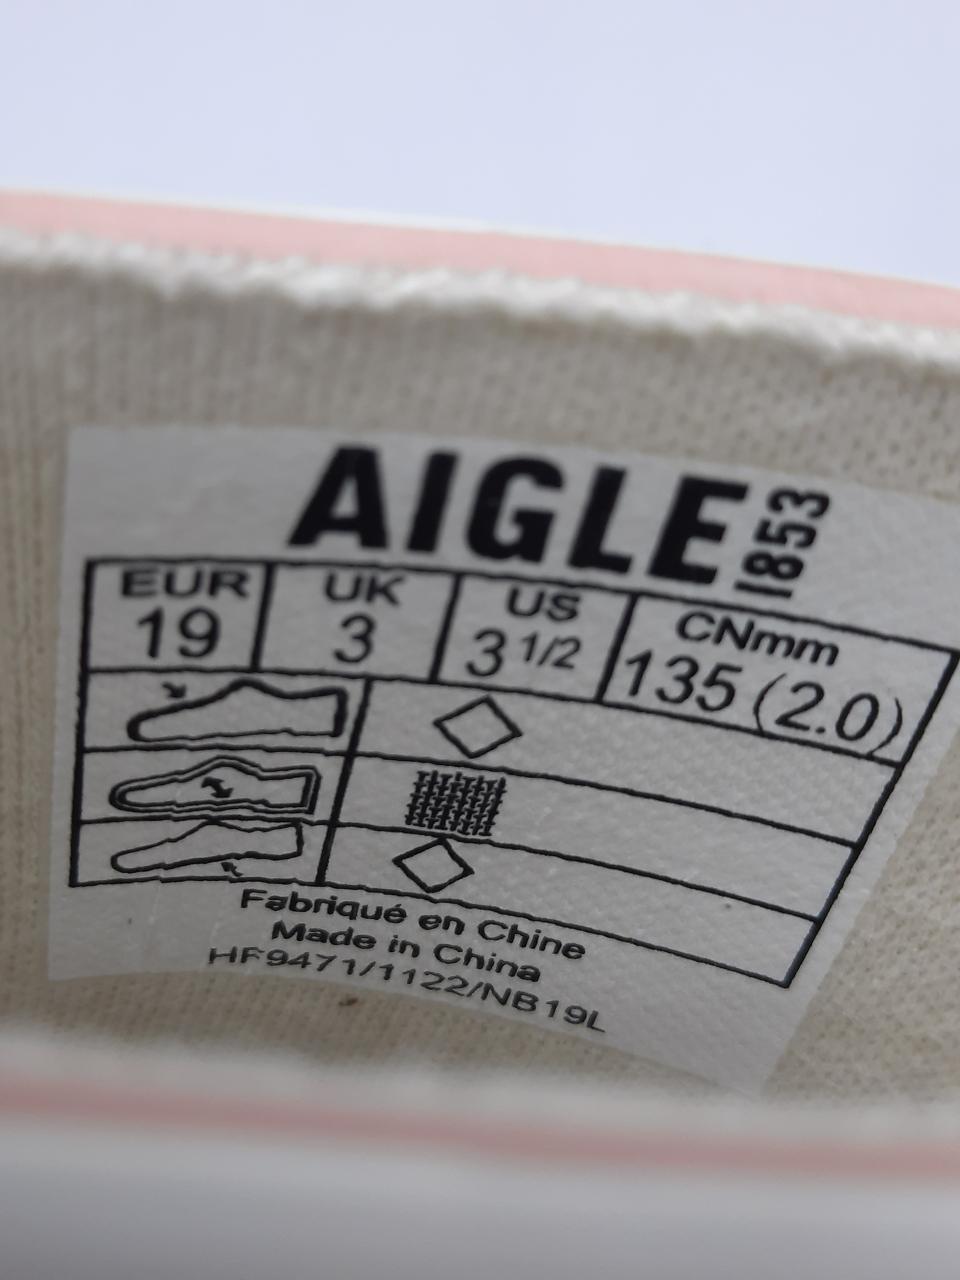 AIGLE 1853
EUR UK US CNmm
19 3 3 1/2 135 (2.0)
Fabriqué en Chine
Made in China
HF9471/1122/NB19L